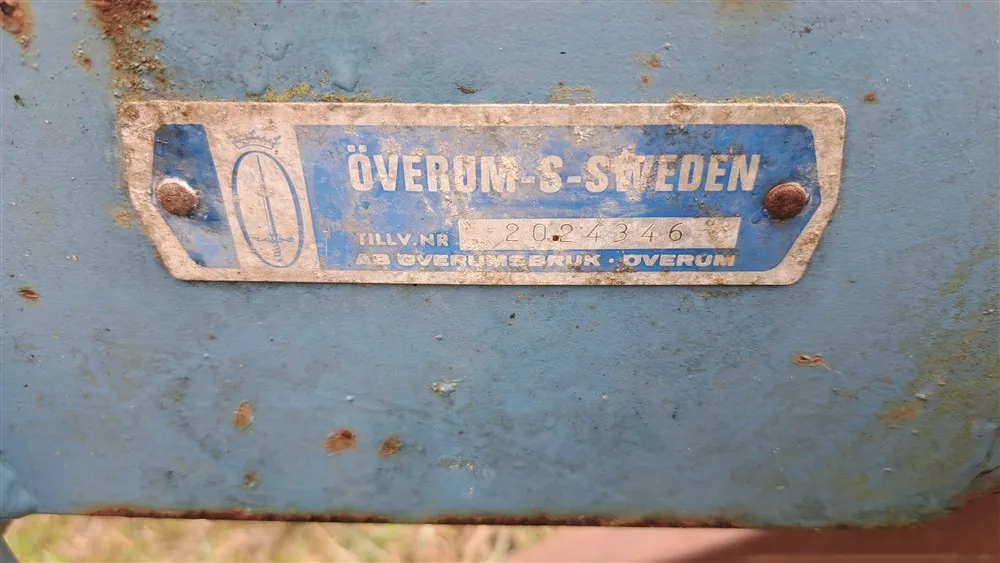 ÖVERUM-S-SWEDEN
TILLV.NR 2024346
AB ÖVERUMSBRUK · ÖVERUM